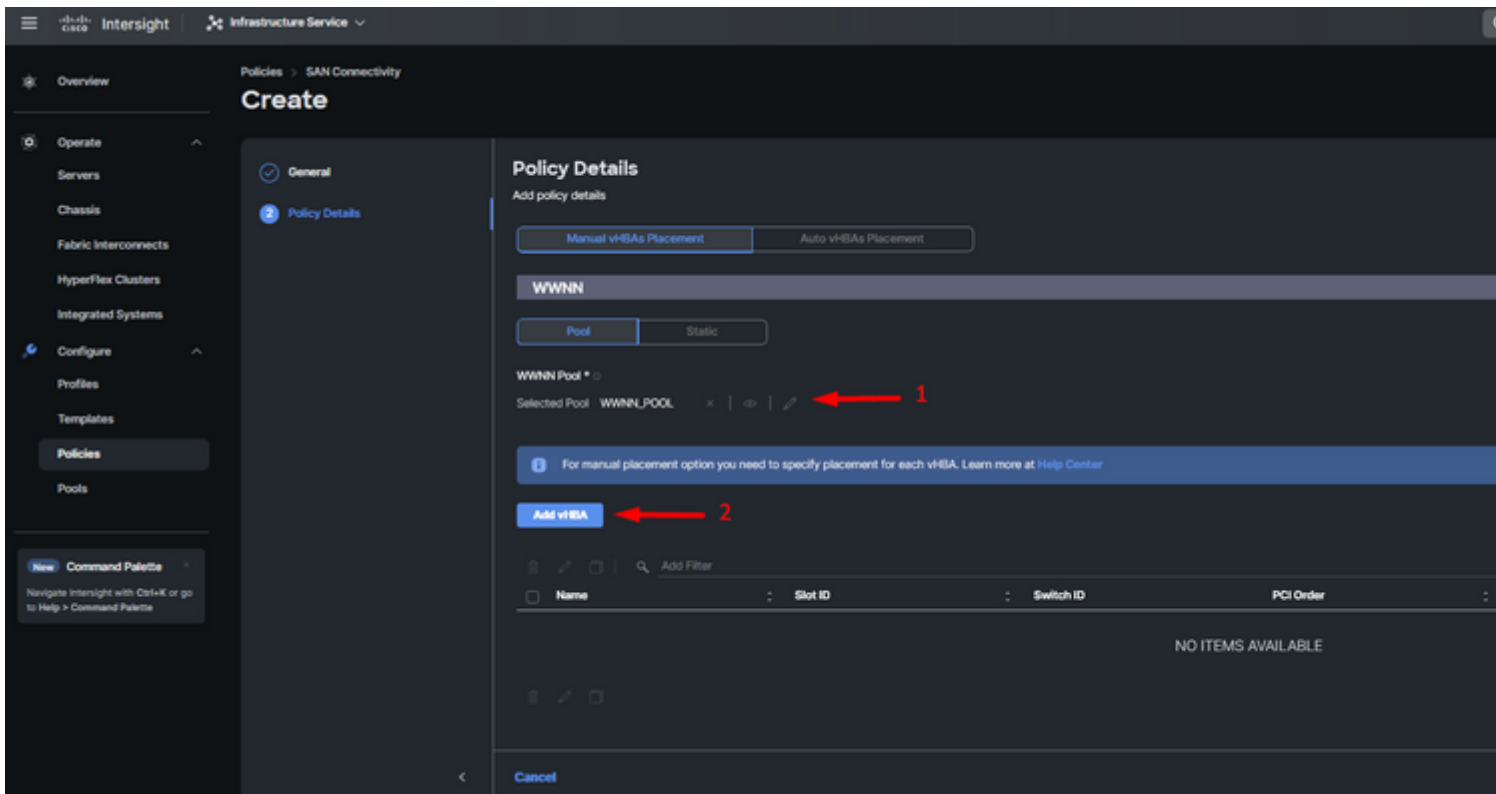 cisco Intersight Infrastructure Service
Overview
Operate
Servers
Chassis
Fabric Interconnects
HyperFlex Clusters
Integrated Systems
Configure
Profiles
Templates
Policies
Pools
New Command Palette
Navigate Intersight with Ctrl+K or go
to Help > Command Palette
Policies > SAN Connectivity
Create
General
2 Policy Details
Policy Details
Add policy details
Manual vHBAs Placement Auto vHBAs Placement
WWNN
Pool Static
WWNN Pool *
Selected Pool WWNN_POOL × | | 1
For manual placement option you need to specify placement for each vHBA. Learn more at Help Center
Add vHBA 2
Add Filter
Name Slot ID Switch ID PCI Order
NO ITEMS AVAILABLE
Cancel